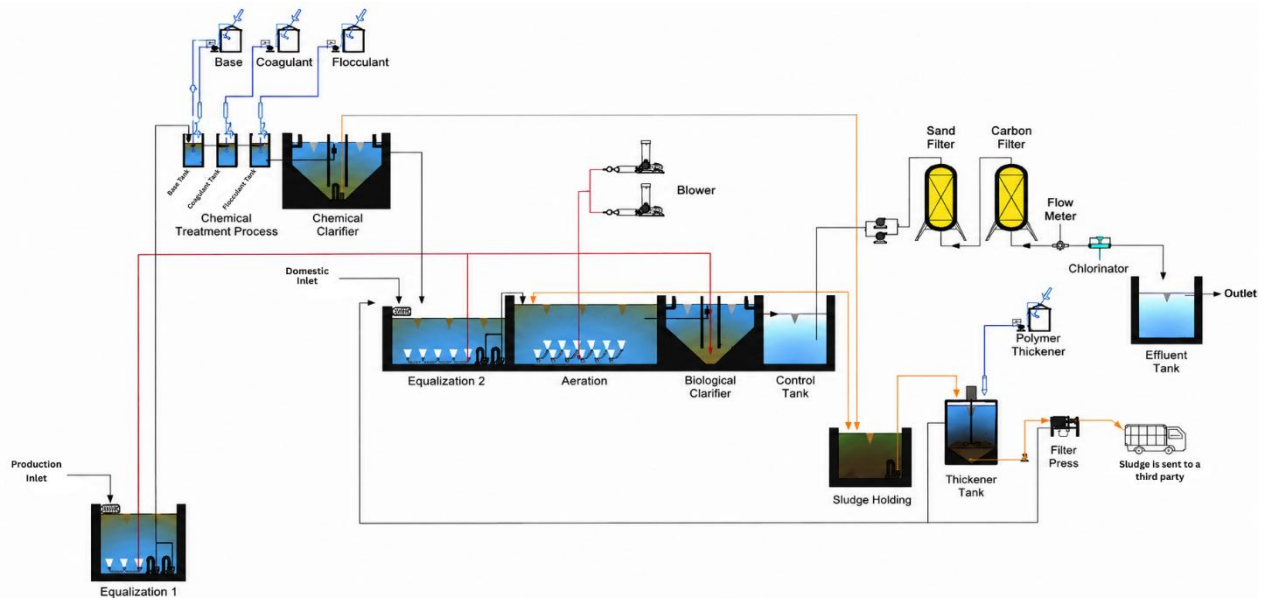 Base
Coagulant
Flocculant
Base Tank
Coagulant Tank
Flocculant Tank
Chemical
Treatment Process
Chemical
Clarifier
Blower
Sand
Filter
Carbon
Filter
Flow
Meter
Chlorinator
Outlet
Effluent
Tank
Domestic
Inlet
Equalization 2
Aeration
Biological
Clarifier
Control
Tank
Polymer
Thickener
Sludge Holding
Thickener
Tank
Filter
Press
Sludge is sent to a
third party
Production
Inlet
Equalization 1